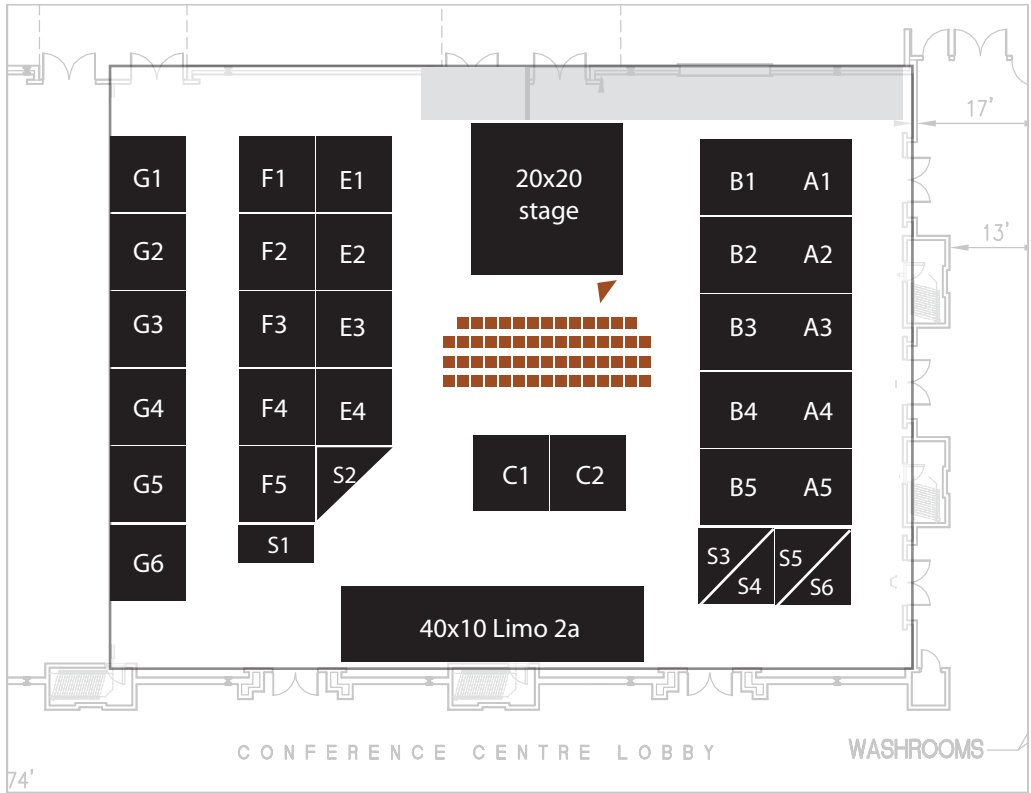 17'
G1 F1 E1 20x20 B1 A1
stage
G2 F2 E2 B2 A2
13'
G3 F3 E3 B3 A3
G4 F4 E4 B4 A4
G5 F5 S2 C1 C2 B5 A5
S1
G6 S3 S5
S4 S6
40x10 Limo 2a
CONFERENCE CENTRE LOBBY WASHROOMS
74'